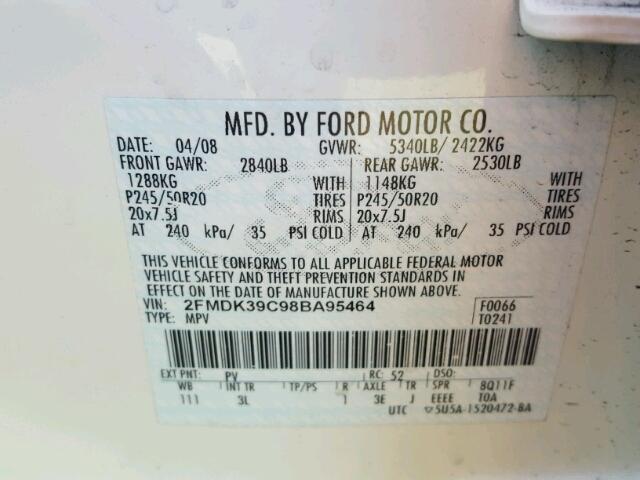 MFD. BY FORD MOTOR CO.
DATE: 04/08 GVWR: 5340LB/ 2422KG
FRONT GAWR: 2840LB REAR GAWR: 2530LB
1288KG WITH 1148KG WITH
P245/50R20 TIRES P245/50R20 TIRES
20x7.5J RIMS 20x7.5J RIMS
AT 240 kPa/ 35 PSI COLD AT 240 kPa/ 35 PSI COLD
THIS VEHICLE CONFORMS TO ALL APPLICABLE FEDERAL MOTOR
VEHICLE SAFETY AND THEFT PREVENTION STANDARDS IN
EFFECT ON THE DATE OF MANUFACTURE SHOWN ABOVE.
VIN: 2FMDK39C98BA95464 F0066
TYPE: MPV T0241
EXT PNT: PV RC: 52 DSO:
WB INT TR TP/PS R AXLE TR SPR 8Q11F
111 3L 1 3E J EEEE TOA
UTC 5U5A-1520472-BA